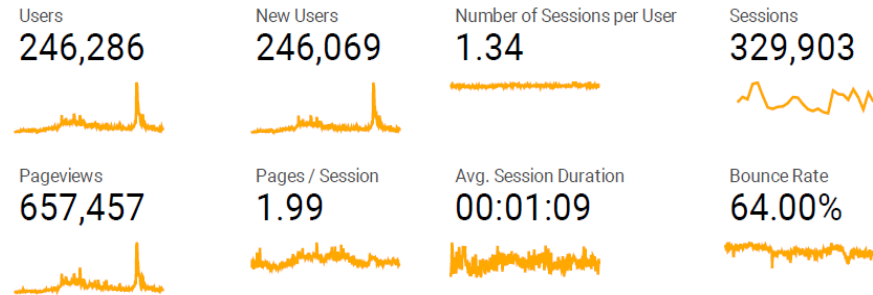 Users
246,286
New Users
246,069
Number of Sessions per User
1.34
Sessions
329,903
Pageviews
657,457
Pages / Session
1.99
Avg. Session Duration
00:01:09
Bounce Rate
64.00%